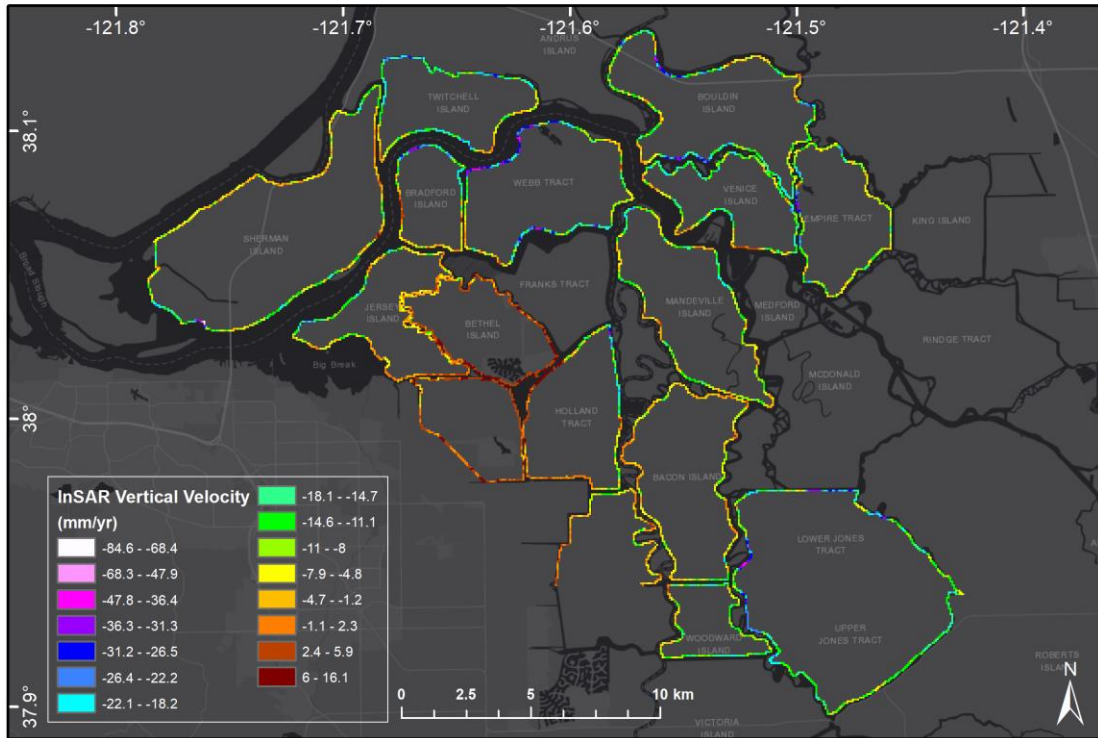 -121.8°
-121.7°
-121.6°
-121.5°
-121.4°
38.1°
38°
37.9°
ANDRUS
ISLAND
TWITCHELL
ISLAND
BOULDIN
ISLAND
BRADFORD
ISLAND
WEBB TRACT
VENICE
ISLAND
EMPIRE TRACT
KING ISLAND
SHERMAN
ISLAND
Broad Slough
FRANKS TRACT
JERSEY
ISLAND
BETHEL
ISLAND
MANDEVILLE
ISLAND
MEDFORD
ISLAND
RINDGE TRACT
Big Break
MCDONALD
ISLAND
HOLLAND
TRACT
BACON ISLAND
LOWER JONES
TRACT
UPPER
JONES TRACT
WOODWARD
ISLAND
ROBERTS
VICTORIA
ISLAND
InSAR Vertical Velocity
(mm/yr)
-84.6 - -68.4
-68.3 - -47.9
-47.8 - -36.4
-36.3 - -31.3
-31.2 - -26.5
-26.4 - -22.2
-22.1 - -18.2
-18.1 - -14.7
-14.6 - -11.1
-11 - -8
-7.9 - -4.8
-4.7 - -1.2
-1.1 - 2.3
2.4 - 5.9
6 - 16.1
0 2.5 5 10 km
N